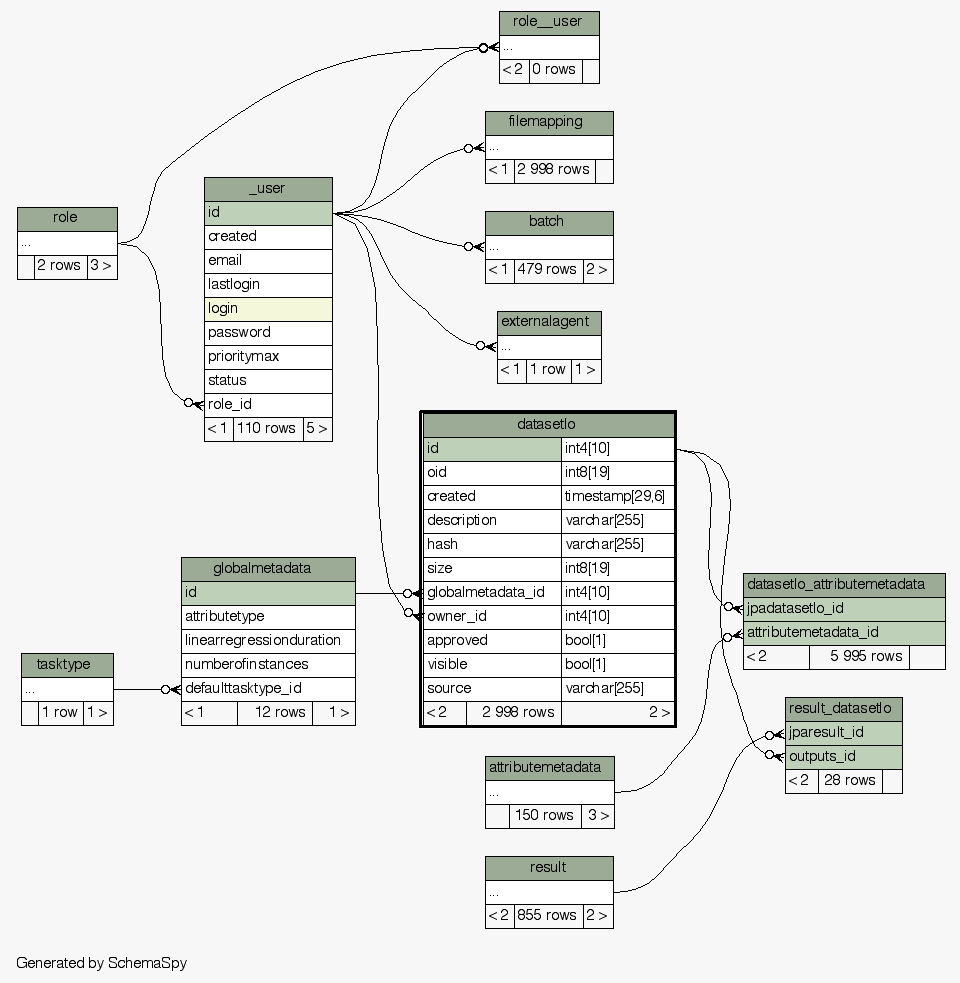 role__user
...
< 2 0 rows
filemapping
...
< 1 2 998 rows
_user
id
created
email
lastlogin
login
password
prioritymax
status
role_id
< 1 110 rows 5 >
role
...
2 rows 3 >
batch
...
< 1 479 rows 2 >
externalagent
...
< 1 1 row 1 >
datasetIo
id int4[10]
oid int8[19]
created timestamp[29,6]
description varchar[255]
hash varchar[255]
size int8[19]
globalmetadata_id int4[10]
owner_id int4[10]
approved bool[1]
visible bool[1]
source varchar[255]
< 2 2 998 rows 2 >
globalmetadata
id
attributetype
linearregressionduration
numberofinstances
defaulttasktype_id
< 1 12 rows 1 >
tasktype
...
1 row 1 >
datasetIo_attributemetadata
jpadatasetIo_id
attributemetadata_id
< 2 5 995 rows
result_datasetIo
jparesult_id
outputs_id
< 2 28 rows
attributemetadata
...
150 rows 3 >
result
...
< 2 855 rows 2 >
Generated by SchemaSpy